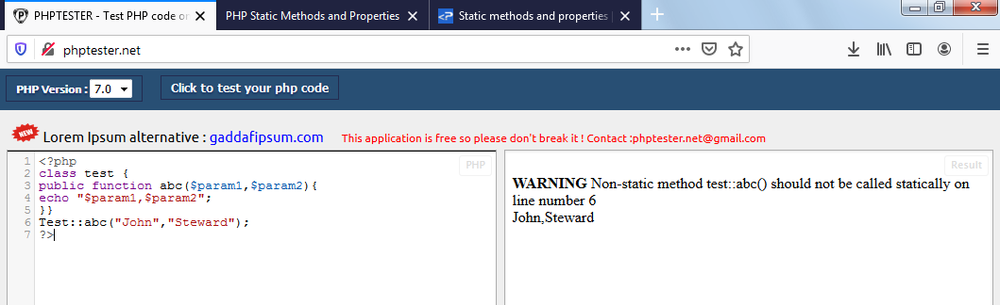 PHPTESTER - Test PHP code on
PHP Static Methods and Properties
Static methods and properties
phptester.net
PHP Version : 7.0
Click to test your php code
NEW
Lorem Ipsum alternative : gaddafipsum.com
This application is free so please don't break it ! Contact :phptester.net@gmail.com
PHP
1 <?php
2 class test {
3 public function abc($param1,$param2){
4 echo "$param1,$param2";
5 }}
6 Test::abc("John","Steward");
7 ?>
Result
WARNING Non-static method test::abc() should not be called statically on
line number 6
John,Steward